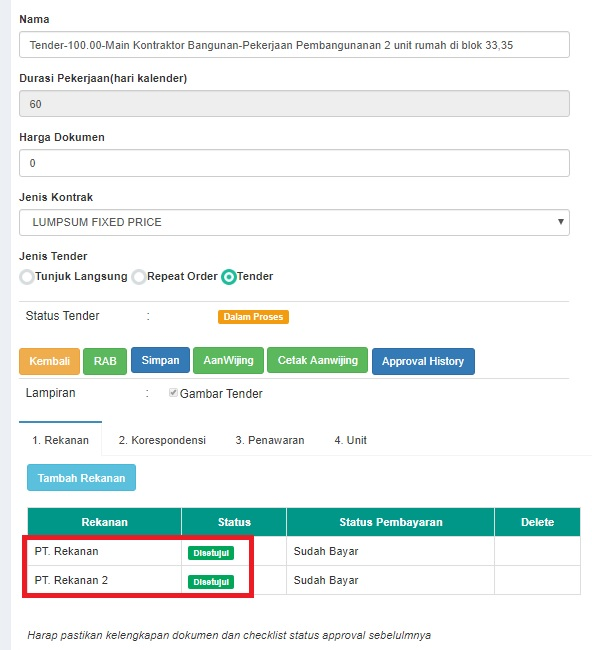 Nama
Tender-100.00-Main Kontraktor Bangunan-Pekerjaan Pembangunanan 2 unit rumah di blok 33,35
Durasi Pekerjaan(hari kalender)
60
Harga Dokumen
0
Jenis Kontrak
LUMPSUM FIXED PRICE
Jenis Tender
Tunjuk Langsung Repeat Order Tender
Status Tender : Dalam Proses
Kembali RAB Simpan AanWijing Cetak Aanwijing Approval History
Lampiran : Gambar Tender
1. Rekanan 2. Korespondensi 3. Penawaran 4. Unit
Tambah Rekanan
Rekanan Status Status Pembayaran Delete
PT. Rekanan Disetujui Sudah Bayar
PT. Rekanan 2 Disetujui Sudah Bayar
Harap pastikan kelengkapan dokumen dan checklist status approval sebelulmnya